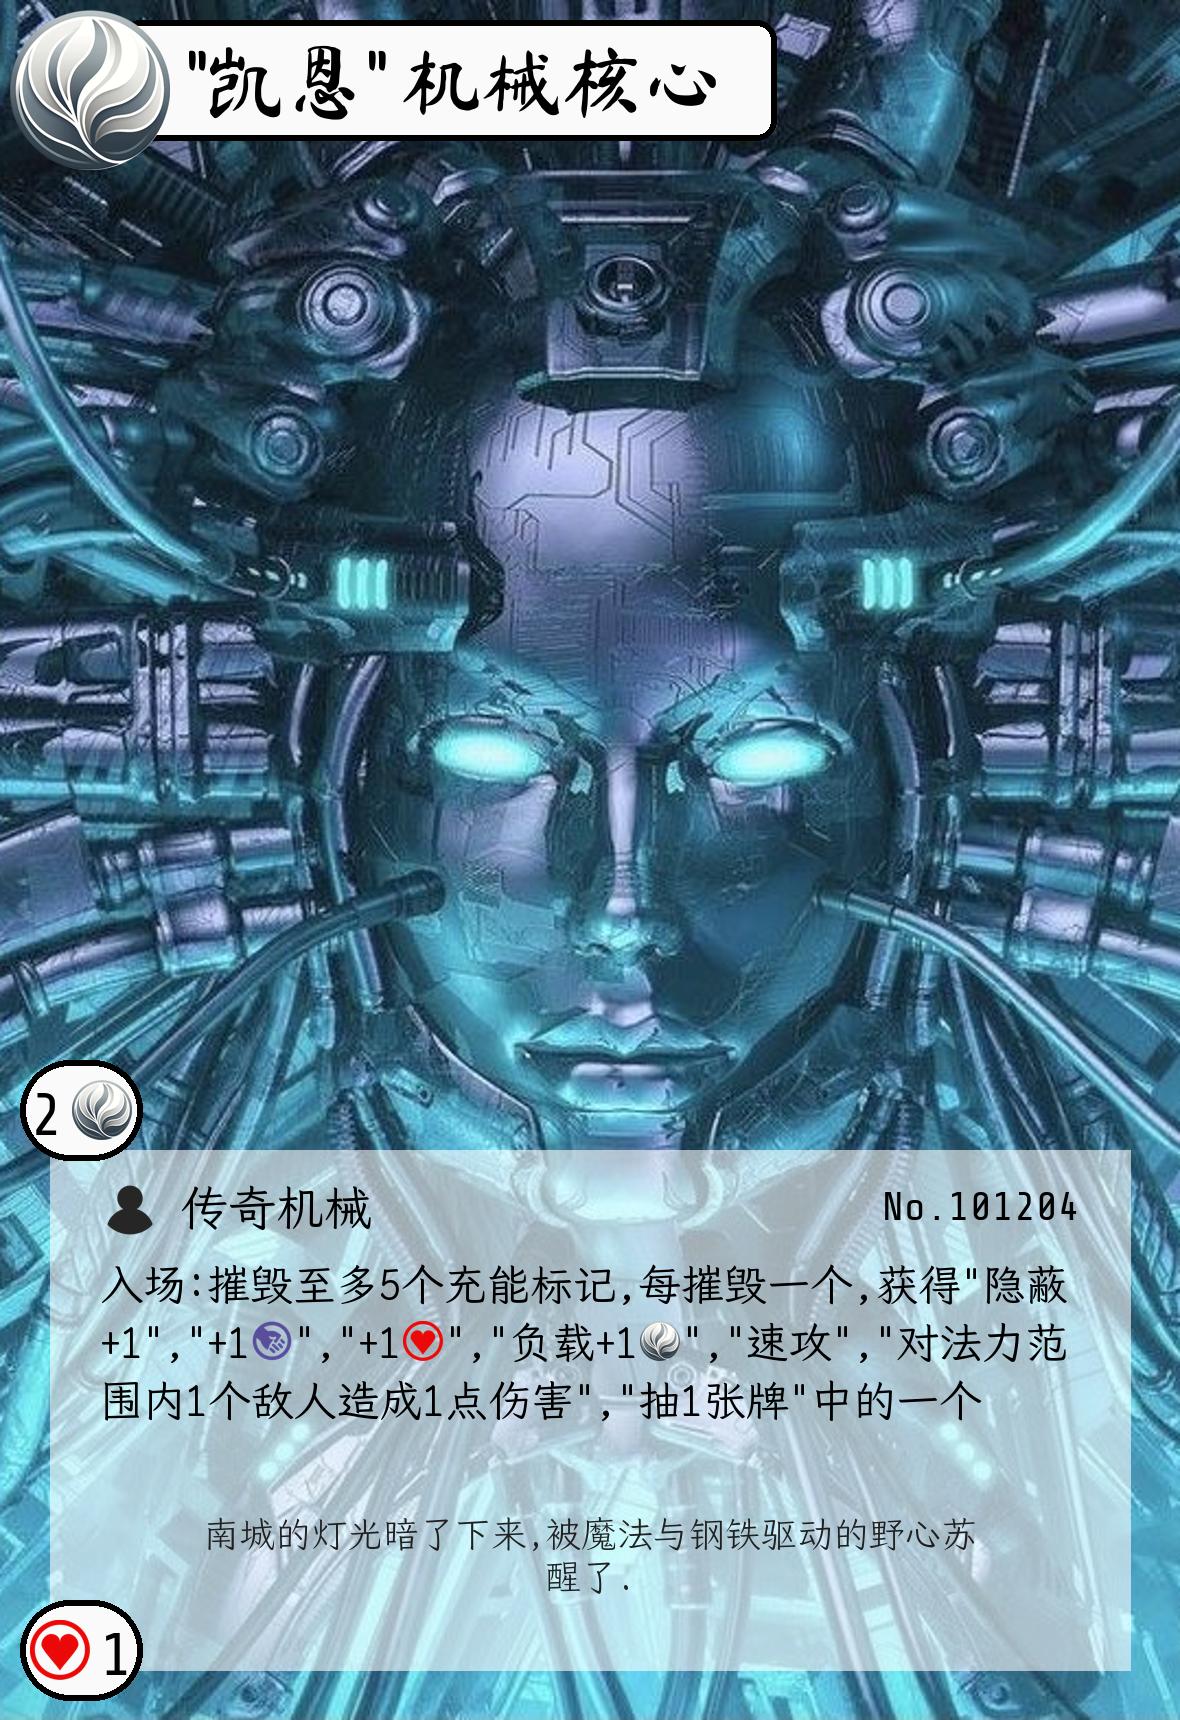 "凯恩"机械核心
2
传奇机械
No.101204
入场:摧毁至多5个充能标记,每摧毁一个,获得"隐蔽
+1","+1","+1","负载+1","速攻","对法力范
围内1个敌人造成1点伤害","抽1张牌"中的一个
南城的灯光暗了下来,被魔法与钢铁驱动的野心苏
醒了.
1